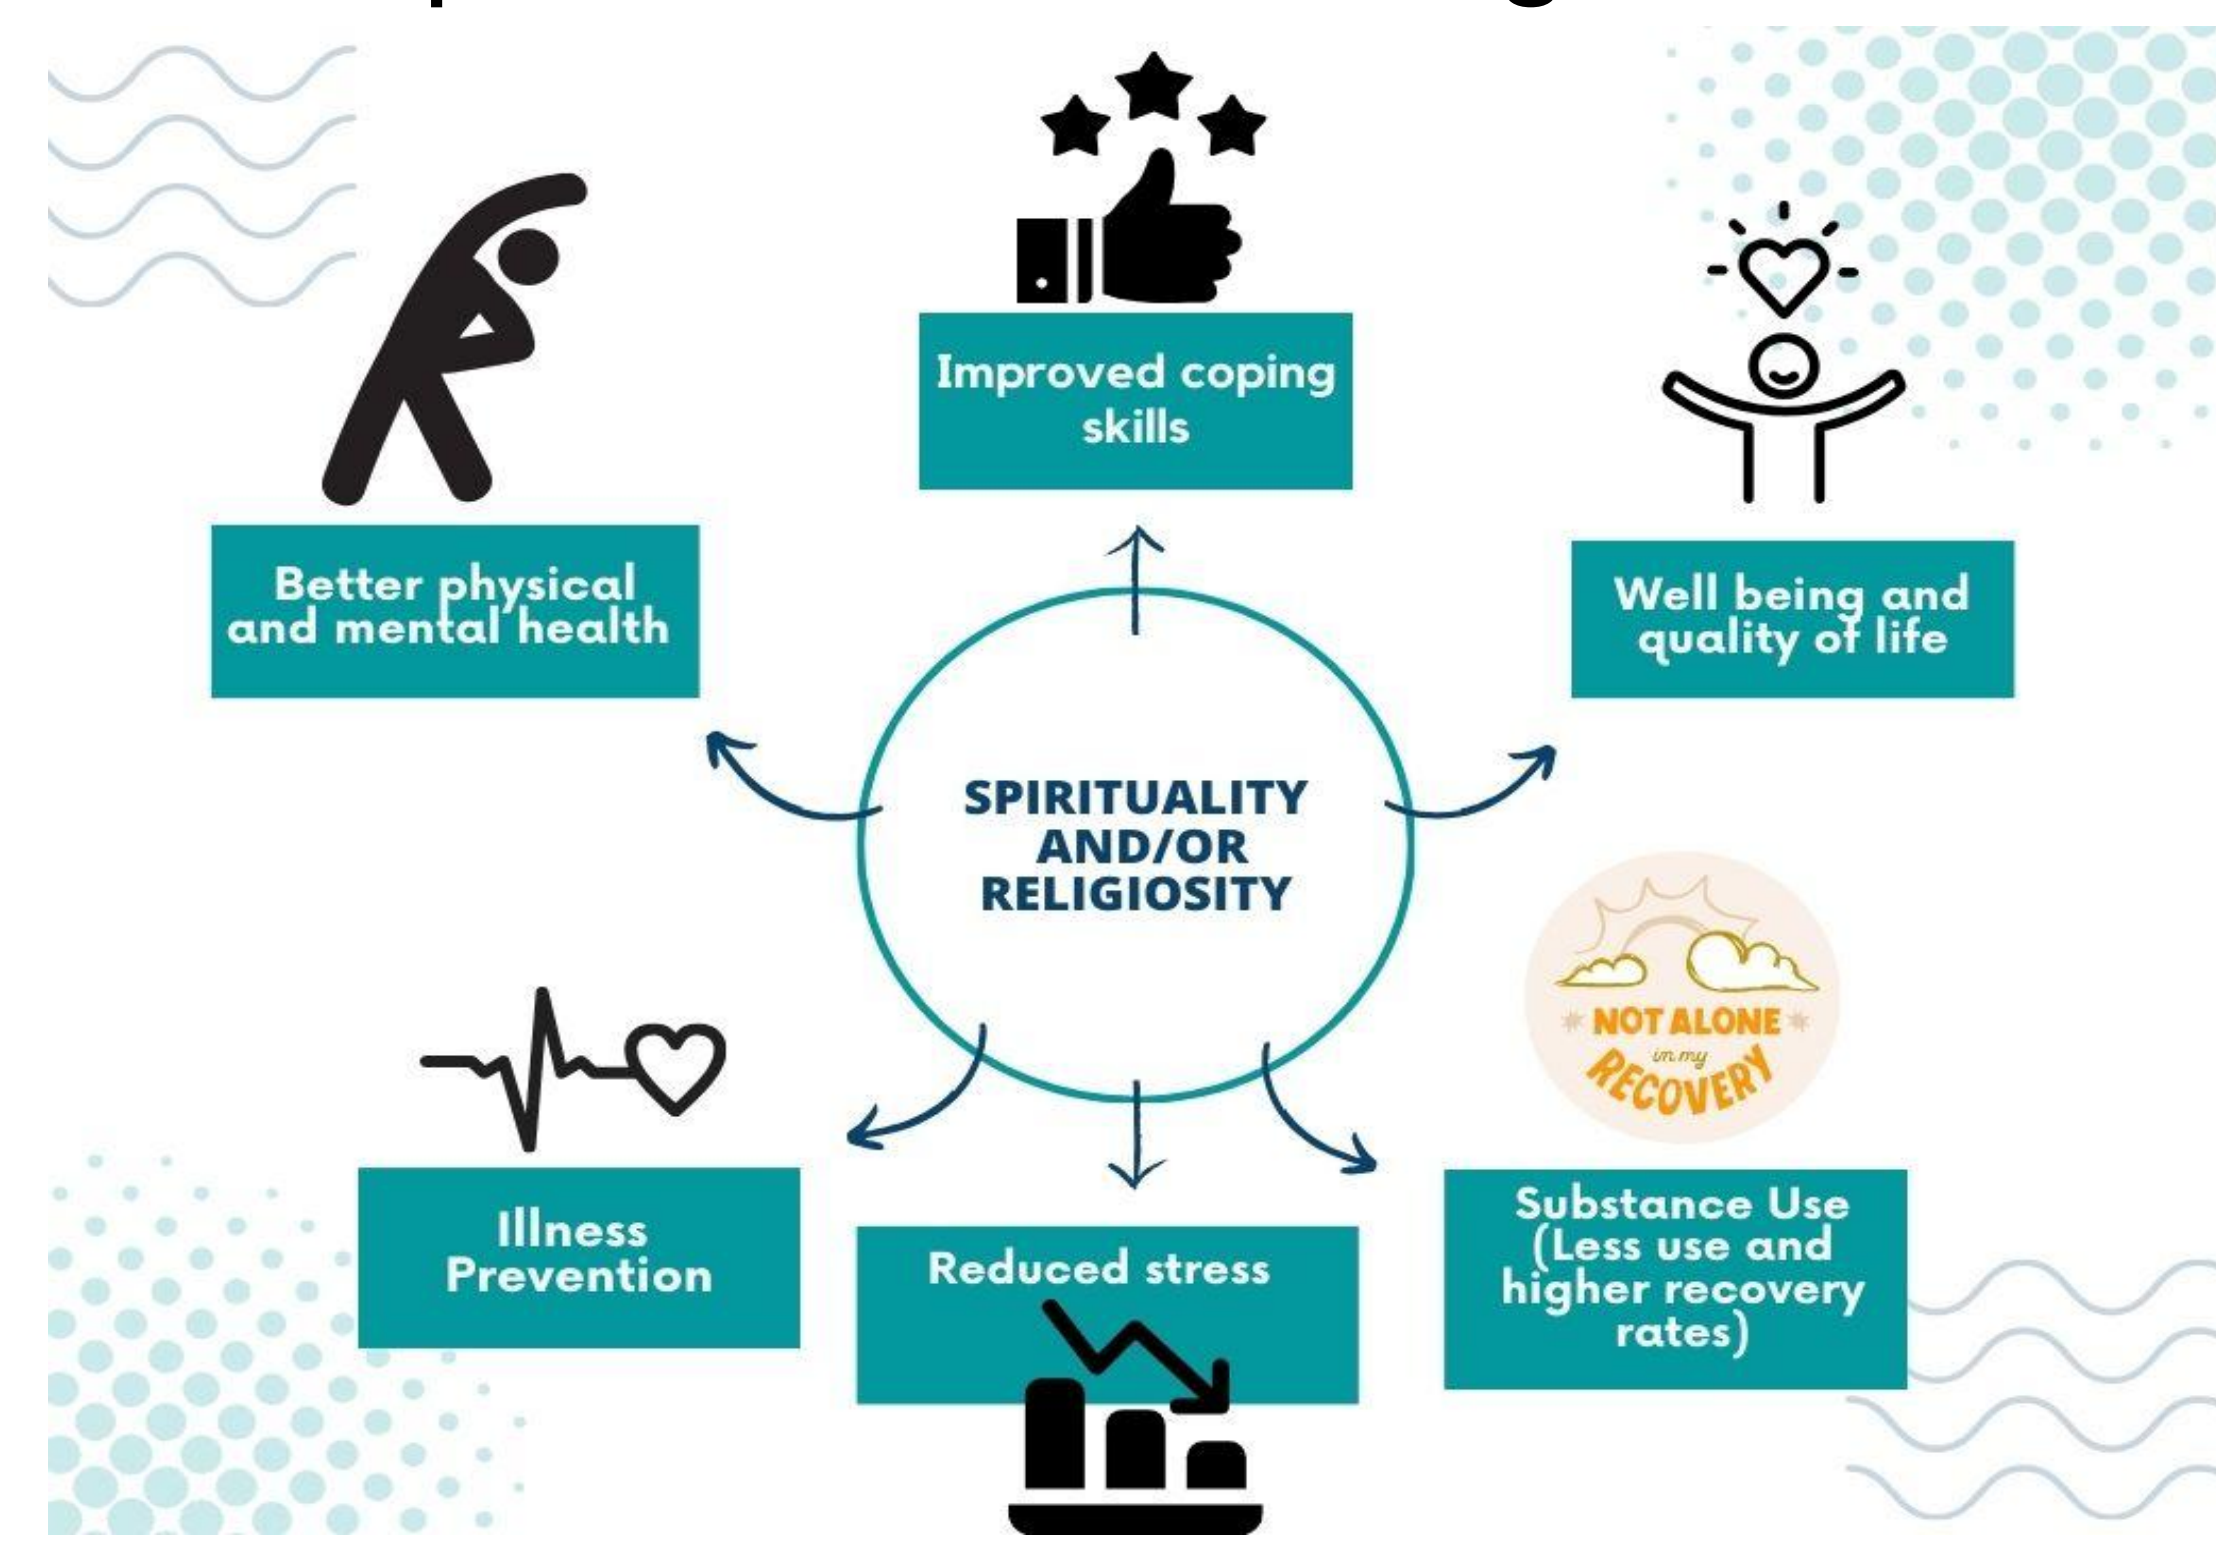 Improved coping
skills
Better physical
and mental health
Well being and
quality of life
SPIRITUALITY
AND/OR
RELIGIOSITY
NOT ALONE
in my
RECOVERY
Illness
Prevention
Reduced stress
Substance Use
(Less use and
higher recovery
rates)